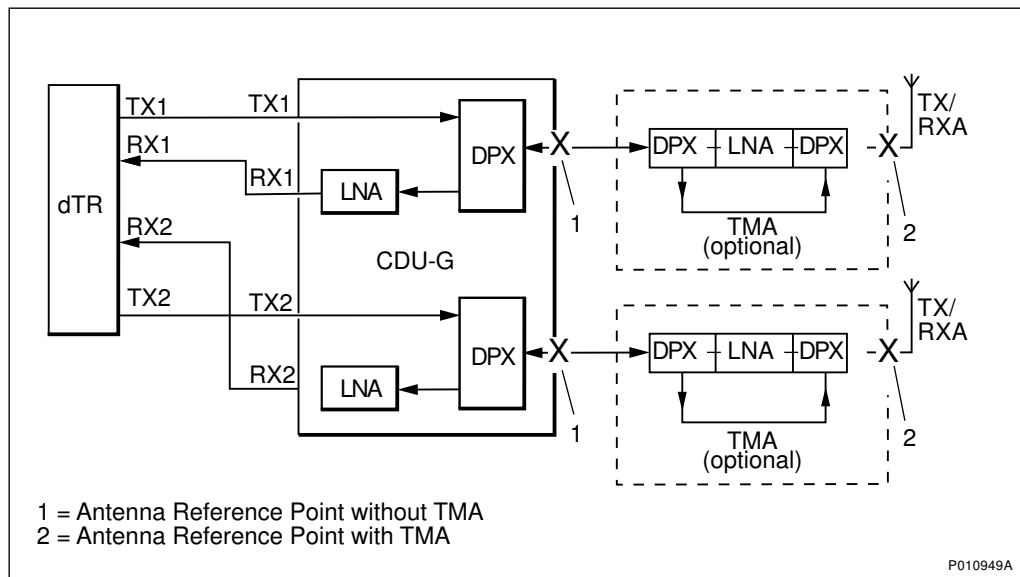 TX1 TX1
RX1
RX1
dTR
RX2
TX2 TX2
RX2
DPX
LNA
CDU-G
DPX
LNA
X
1
X
1
DPX LNA DPX
TMA
(optional)
X
2
TX/
RXA
DPX LNA DPX
TMA
(optional)
X
2
TX/
RXA
1 = Antenna Reference Point without TMA
2 = Antenna Reference Point with TMA
P010949A